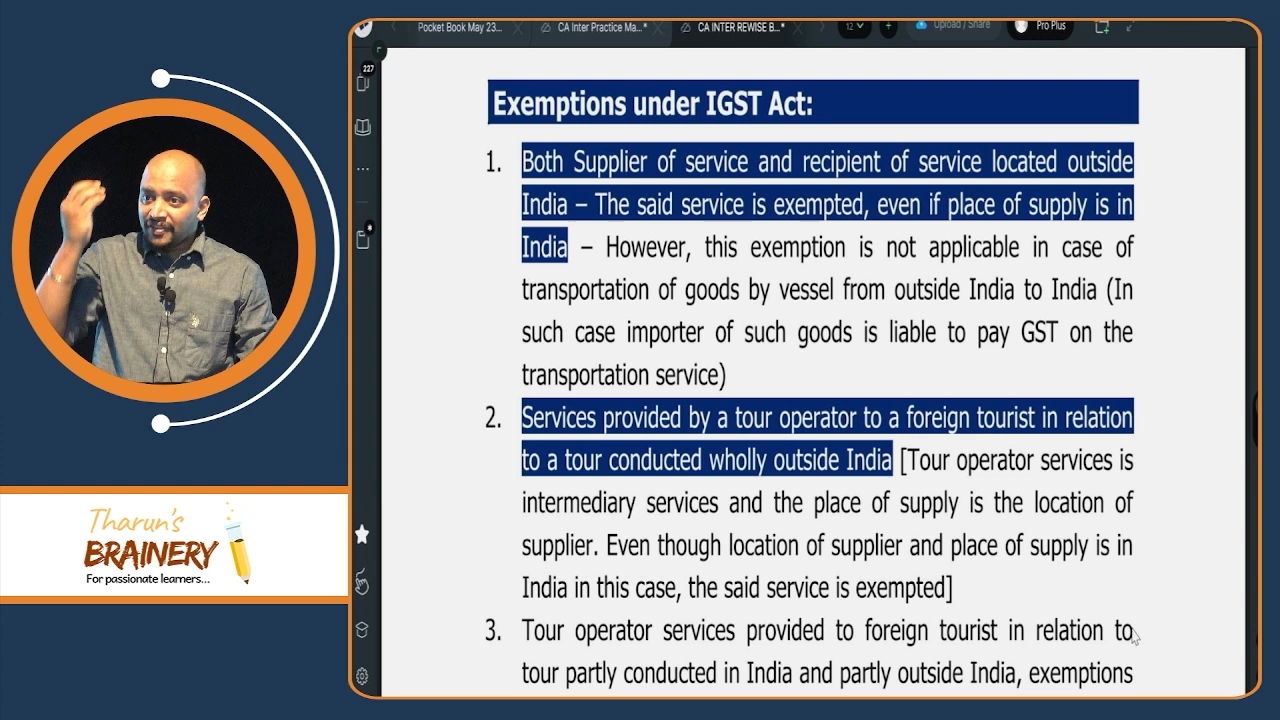 Pocket Book May 23...
CA Inter Practice Ma...*
CA INTER REWISE B...*
12
Upload / Share
Pro Plus
227
Exemptions under IGST Act:
1. Both Supplier of service and recipient of service located outside
India – The said service is exempted, even if place of supply is in
India – However, this exemption is not applicable in case of
transportation of goods by vessel from outside India to India (In
such case importer of such goods is liable to pay GST on the
transportation service)
2. Services provided by a tour operator to a foreign tourist in relation
to a tour conducted wholly outside India [Tour operator services is
intermediary services and the place of supply is the location of
supplier. Even though location of supplier and place of supply is in
India in this case, the said service is exempted]
3. Tour operator services provided to foreign tourist in relation to
tour partly conducted in India and partly outside India, exemptions
Tharun's
BRAINERY
For passionate learners...